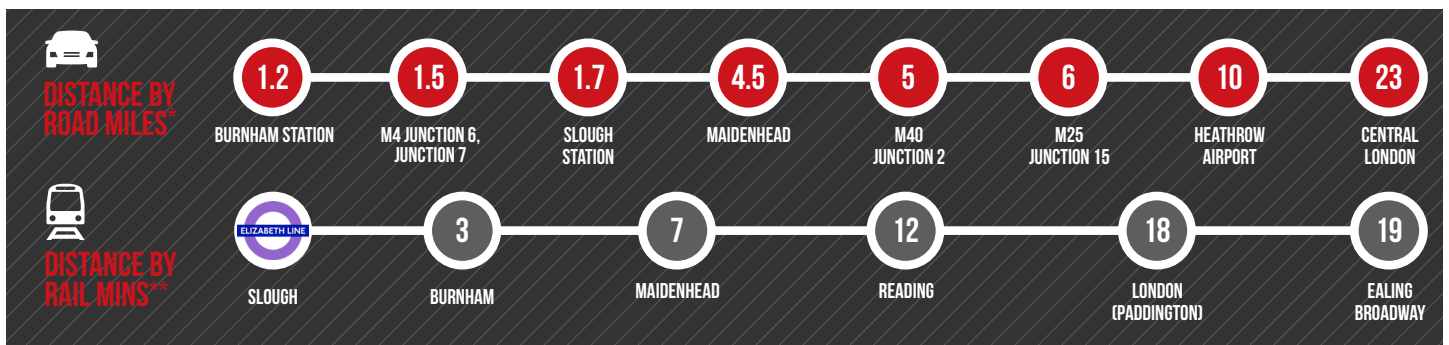 DISTANCE BY
ROAD MILES*
1.2
BURNHAM STATION
1.5
M4 JUNCTION 6,
JUNCTION 7
1.7
SLOUGH
STATION
4.5
MAIDENHEAD
5
M40
JUNCTION 2
6
M25
JUNCTION 15
10
HEATHROW
AIRPORT
23
CENTRAL
LONDON
DISTANCE BY
RAIL MINS**
ELIZABETH LINE
SLOUGH
3
BURNHAM
7
MAIDENHEAD
12
READING
18
LONDON
(PADDINGTON)
19
EALING
BROADWAY